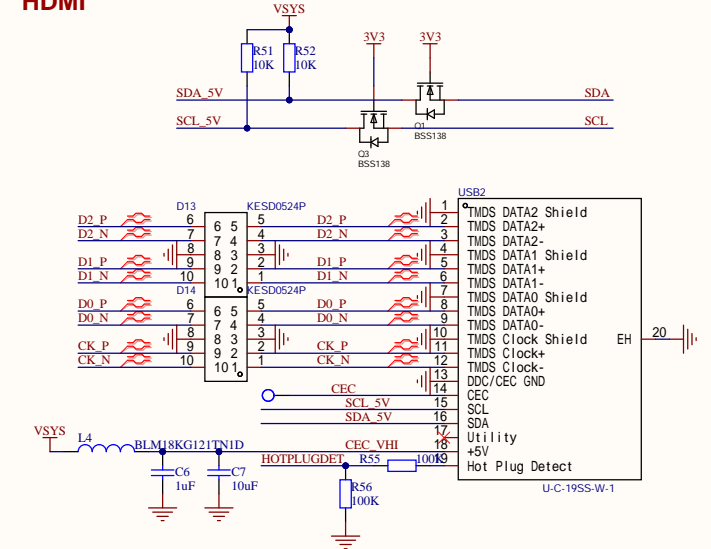 HDMI
VSYS
R51
10K
R52
10K
3V3
3V3
SDA_5V
SDA
SCL_5V
SCL
Q1
BSS138
Q3
BSS138
USB2
D13
KESD0524P
D2_P
6
6 5
5
D2_P
D2_N
7
7 4
4
D2_N
8
8 3
3
D1_P
9
9 2
2
D1_P
D1_N
10
10 1
1
D1_N
D14
KESD0524P
D0_P
6
6 5
5
D0_P
D0_N
7
7 4
4
D0_N
8
8 3
3
CK_P
9
9 2
2
CK_P
CK_N
10
10 1
1
CK_N
1
TMDS DATA2 Shield
2
TMDS DATA2+
3
TMDS DATA2-
4
TMDS DATA1 Shield
5
TMDS DATA1+
6
TMDS DATA1-
7
TMDS DATA0 Shield
8
TMDS DATA0+
9
TMDS DATA0-
10
TMDS Clock Shield
11
TMDS Clock+
12
TMDS Clock-
13
DDC/CEC GND
CEC
14
CEC
SCL_5V
15
SCL
SDA_5V
16
SDA
17
Utility
CEC_VHI
18
+5V
HOTPLUGDET
R55
100K
19
Hot Plug Detect
EH
20
U-C-19SS-W-1
VSYS
L4
BLM18KG121TN1D
C6
1uF
C7
10uF
R56
100K